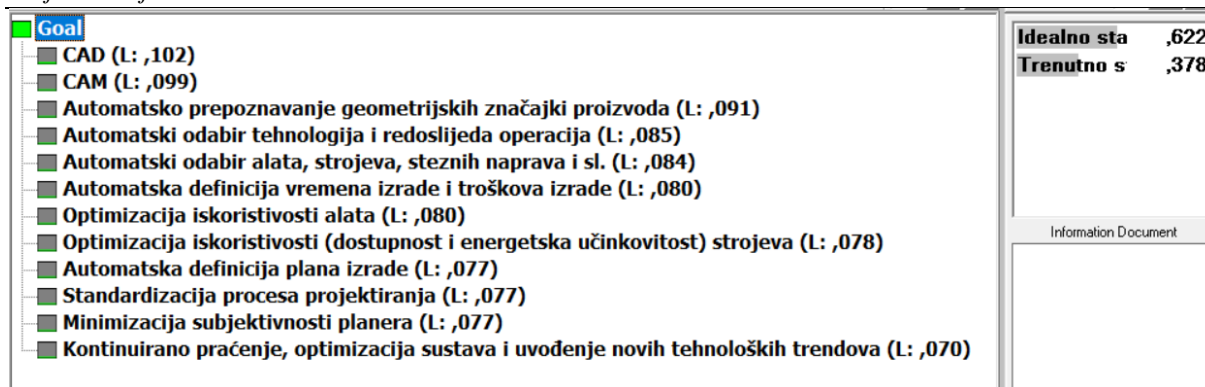 Goal
CAD (L: ,102)
CAM (L: ,099)
Automatsko prepoznavanje geometrijskih značajki proizvoda (L: ,091)
Automatski odabir tehnologija i redoslijeda operacija (L: ,085)
Automatski odabir alata, strojeva, steznih naprava i sl. (L: ,084)
Automatska definicija vremena izrade i troškova izrade (L: ,080)
Optimizacija iskoristivosti alata (L: ,080)
Optimizacija iskoristivosti (dostupnost i energetska učinkovitost) strojeva (L: ,078)
Automatska definicija plana izrade (L: ,077)
Standardizacija procesa projektiranja (L: ,077)
Minimizacija subjektivnosti planera (L: ,077)
Kontinuirano praćenje, optimizacija sustava i uvođenje novih tehnoloških trendova (L: ,070)
Idealno sta ,622
Trenutno s ,378
Information Document